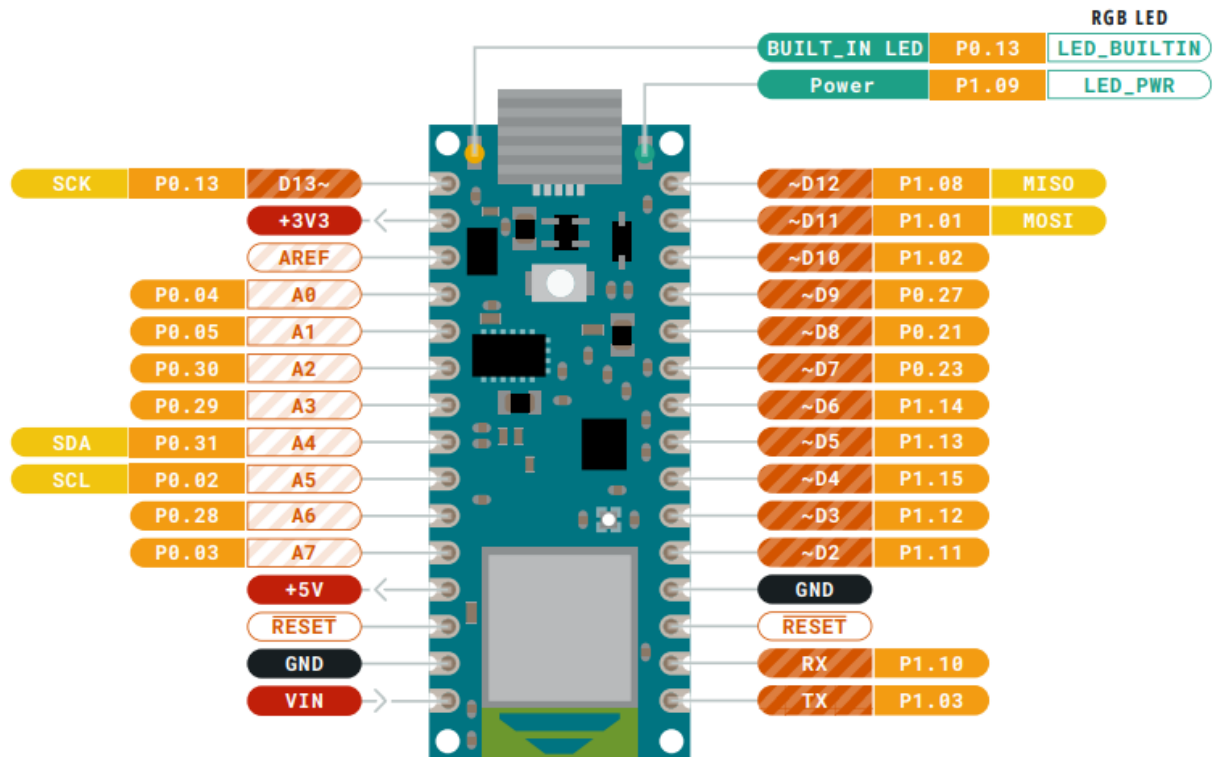 RGB LED
BUILT_IN LED P0.13 LED_BUILTIN
Power P1.09 LED_PWR
SCK P0.13 D13~
+3V3
AREF
P0.04 A0
P0.05 A1
P0.30 A2
P0.29 A3
SDA P0.31 A4
SCL P0.02 A5
P0.28 A6
P0.03 A7
+5V
RESET
GND
VIN
~D12 P1.08 MISO
~D11 P1.01 MOSI
~D10 P1.02
~D9 P0.27
~D8 P0.21
~D7 P0.23
~D6 P1.14
~D5 P1.13
~D4 P1.15
~D3 P1.12
~D2 P1.11
GND
RESET
RX P1.10
TX P1.03